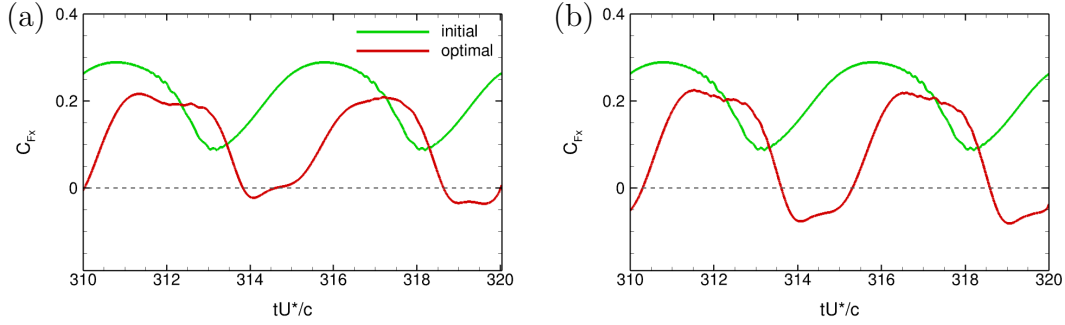 (a)
0.4
0.2
0
C_Fx
initial
optimal
310 312 314 316 318 320
tU*/c
(b)
0.4
0.2
0
C_Fx
310 312 314 316 318 320
tU*/c